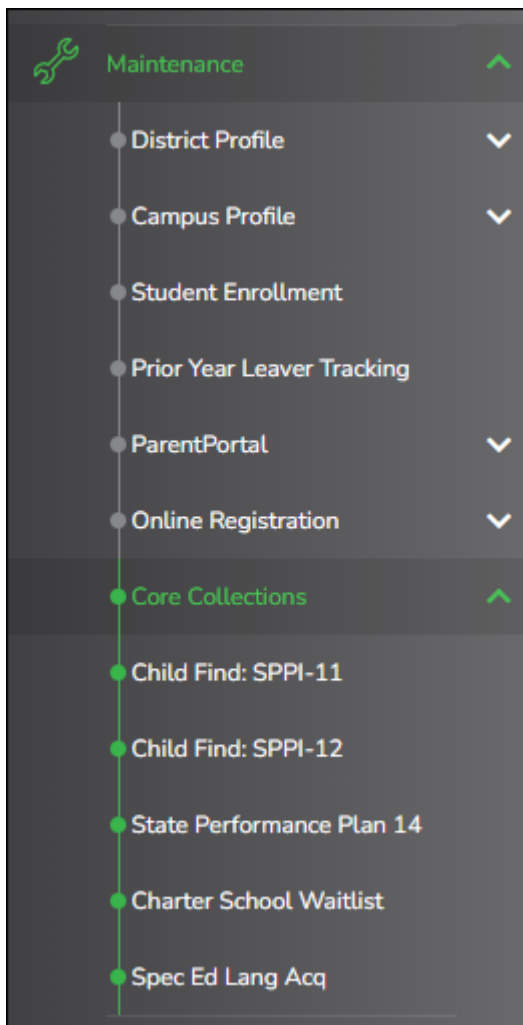 Maintenance
District Profile
Campus Profile
Student Enrollment
Prior Year Leaver Tracking
ParentPortal
Online Registration
Core Collections
Child Find: SPPI-11
Child Find: SPPI-12
State Performance Plan 14
Charter School Waitlist
Spec Ed Lang Acq